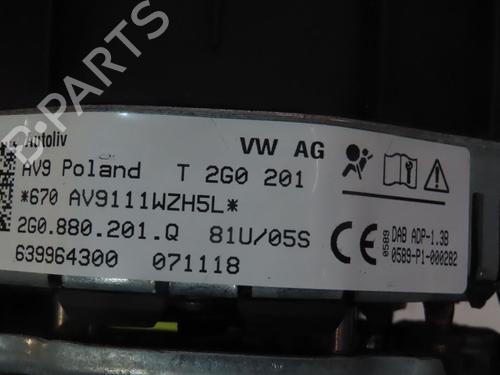 PARTS
Autoliv VW AG
AV9 Poland T 2G0 201
*670 AV9111WZH5L*
2G0.880.201.Q 81U/05S
639964300 071118
CE 0589 DAB ADP-1.3B
0589-P1-000282